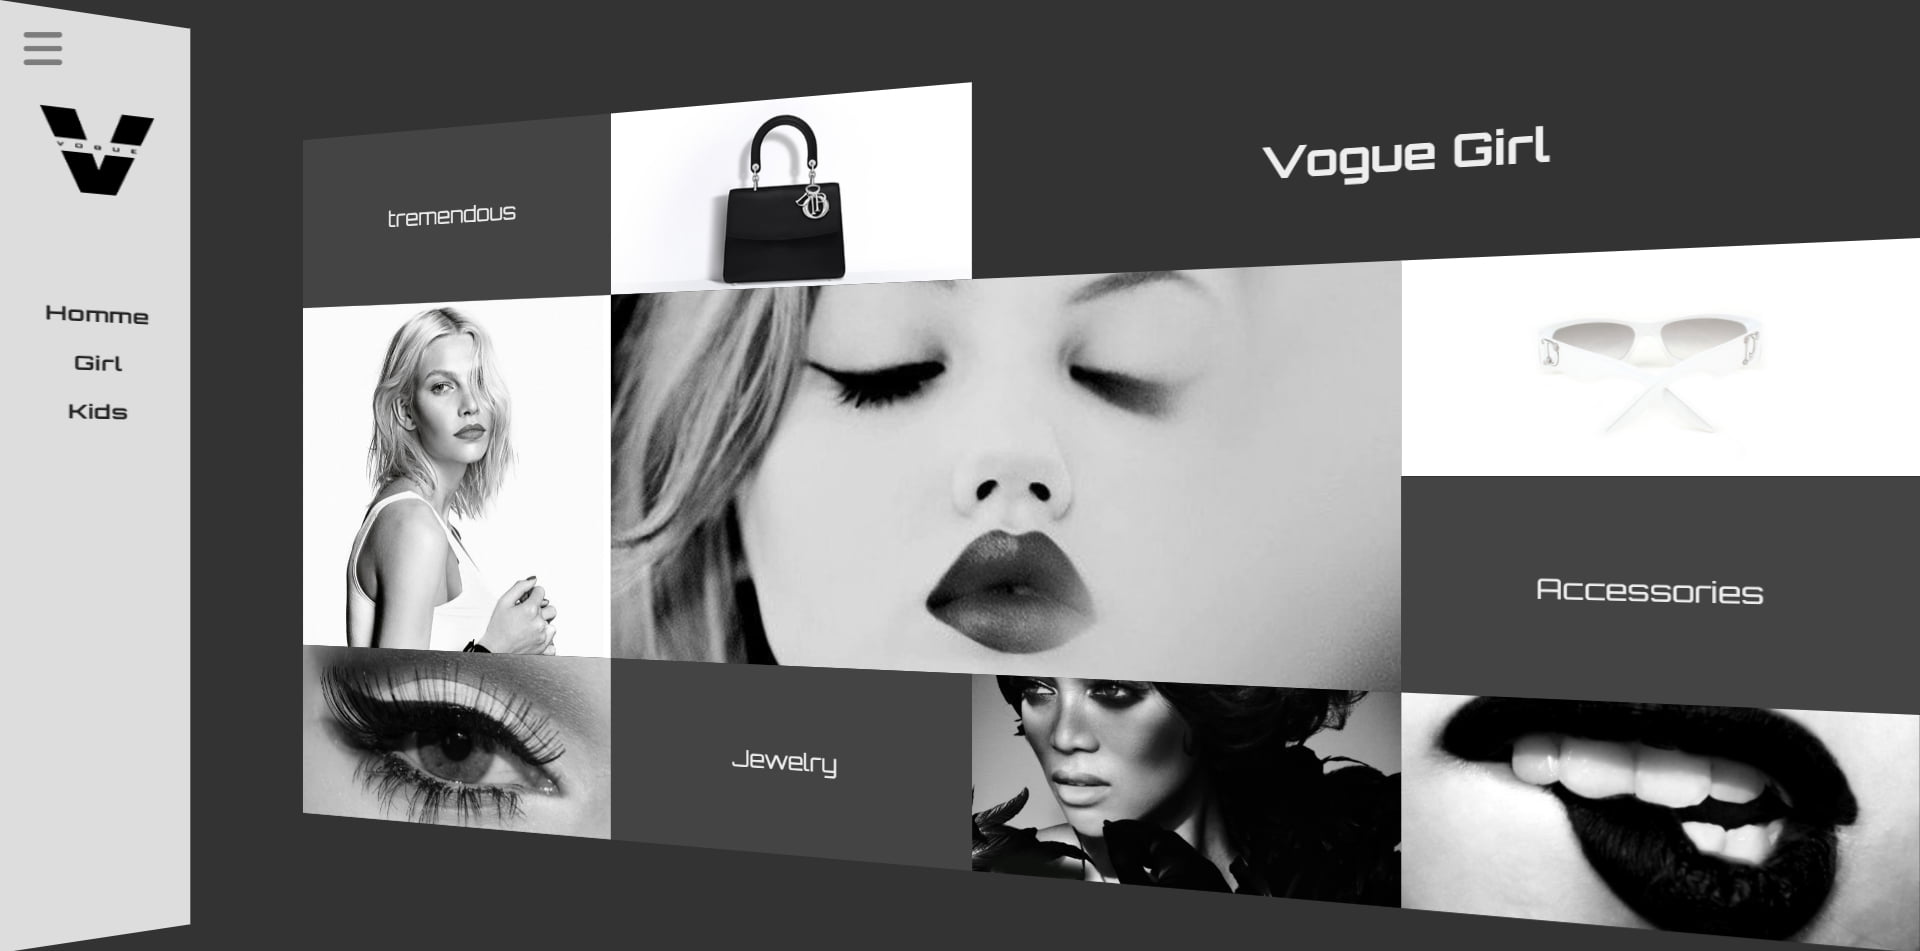 VOGUE
Homme
Girl
Kids
Vogue Girl
tremendous
Accessories
Jewelry